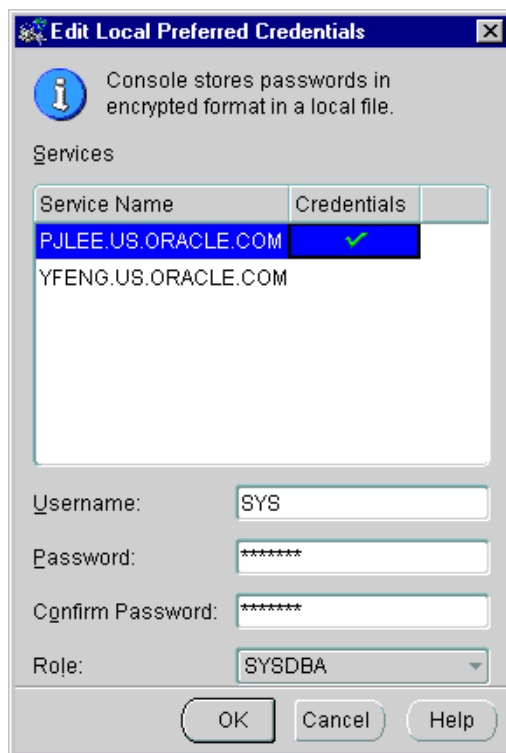 Edit Local Preferred Credentials
Console stores passwords in
encrypted format in a local file.
Services
Service Name Credentials
PJLEE.US.ORACLE.COM
YFENG.US.ORACLE.COM
Username: SYS
Password: *******
Confirm Password: *******
Role: SYSDBA
OK Cancel Help